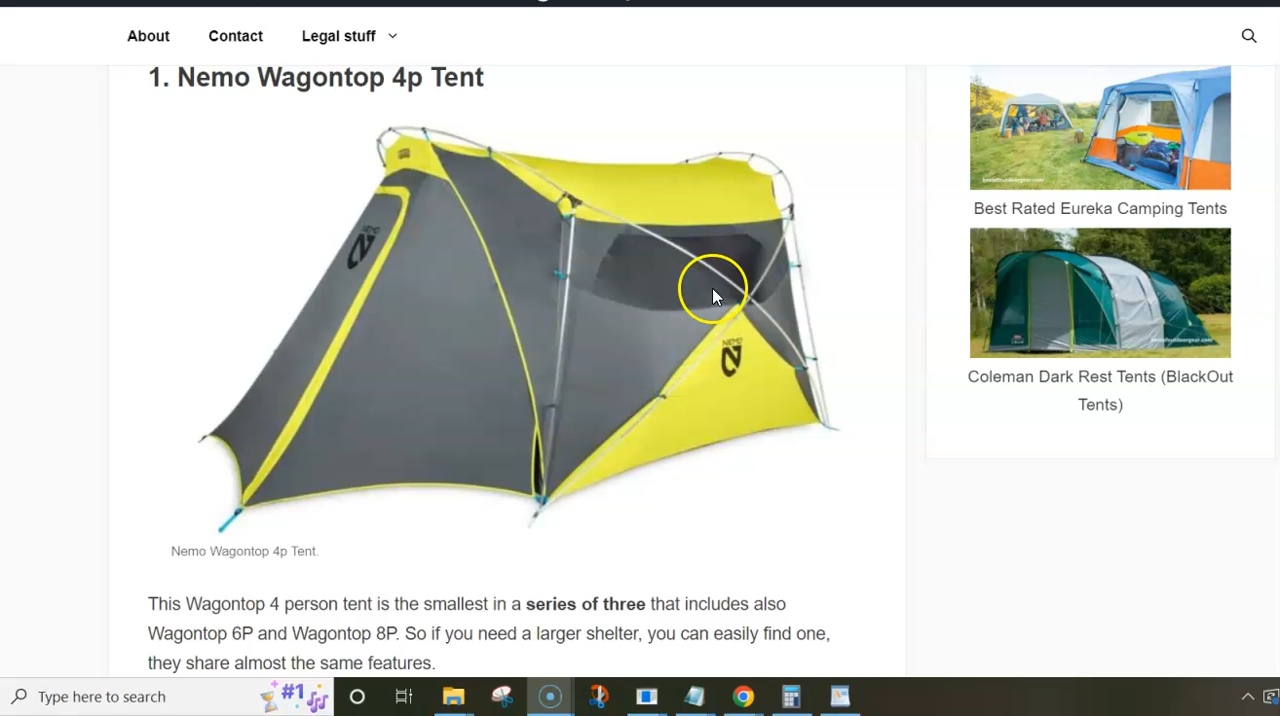 About Contact Legal stuff
1. Nemo Wagontop 4p Tent
NEMO
NEMO
Nemo Wagontop 4p Tent.
This Wagontop 4 person tent is the smallest in a series of three that includes also
Wagontop 6P and Wagontop 8P. So if you need a larger shelter, you can easily find one,
they share almost the same features.
Best Rated Eureka Camping Tents
Coleman Dark Rest Tents (BlackOut
Tents)
Type here to search
#1